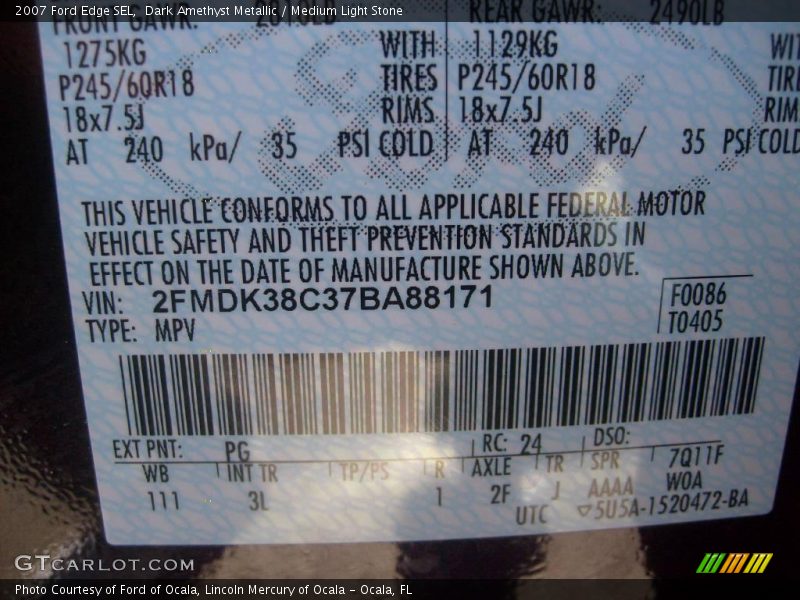 2007 Ford Edge SEL, Dark Amethyst Metallic / Medium Light Stone
FRONT GAWR: REAR GAWR: 2490LB
1275KG WITH 1129KG
P245/60R18 TIRES P245/60R18
18x7.5J RIMS 18x7.5J
AT 240 kPa/ 35 PSI COLD AT 240 kPa/ 35 PSI COLD
THIS VEHICLE CONFORMS TO ALL APPLICABLE FEDERAL MOTOR
VEHICLE SAFETY AND THEFT PREVENTION STANDARDS IN
EFFECT ON THE DATE OF MANUFACTURE SHOWN ABOVE.
VIN: 2FMDK38C37BA88171 F0086
TYPE: MPV T0405
EXT PNT: PG RC: 24 DSO:
WB INT TR TP/PS R AXLE TR SPR 7Q11F
111 3L 1 2F J AAAA WOA
UTC ▽5U5A-1520472-BA
GTCARLOT.COM
Photo Courtesy of Ford of Ocala, Lincoln Mercury of Ocala - Ocala, FL